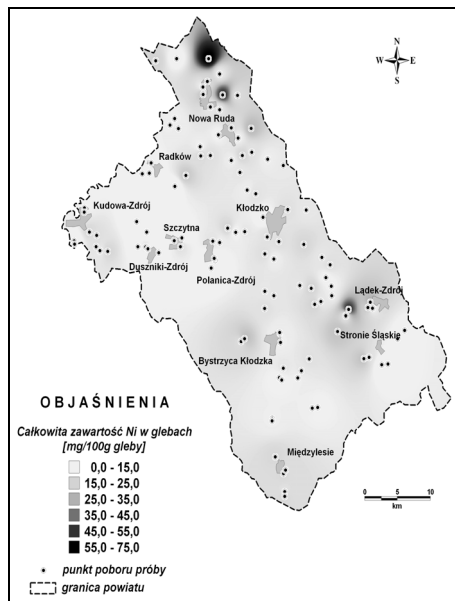 N
W E
S
Nowa Ruda
Radków
Kudowa-Zdrój
Szczytna
Kłodzko
Duszniki-Zdrój
Polanica-Zdrój
Lądek-Zdrój
Stronie Śląskie
Bystrzyca Kłodzka
Międzylesie
OBJAŚNIENIA
Całkowita zawartość Ni w glebach
[mg/100g gleby]
0,0 - 15,0
15,0 - 25,0
25,0 - 35,0
35,0 - 45,0
45,0 - 55,0
55,0 - 75,0
punkt poboru próby
granica powiatu
0 5 10
km